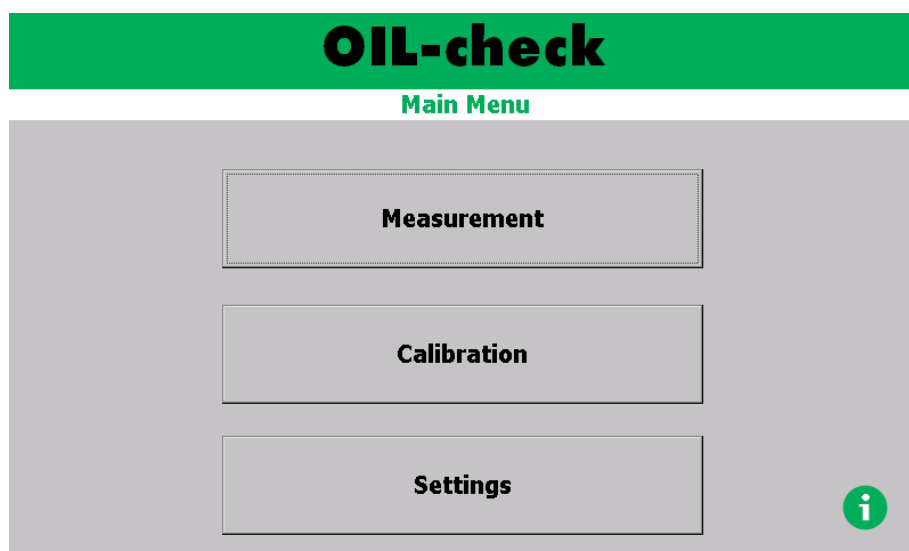 OIL-check
Main Menu
Measurement
Calibration
Settings
i